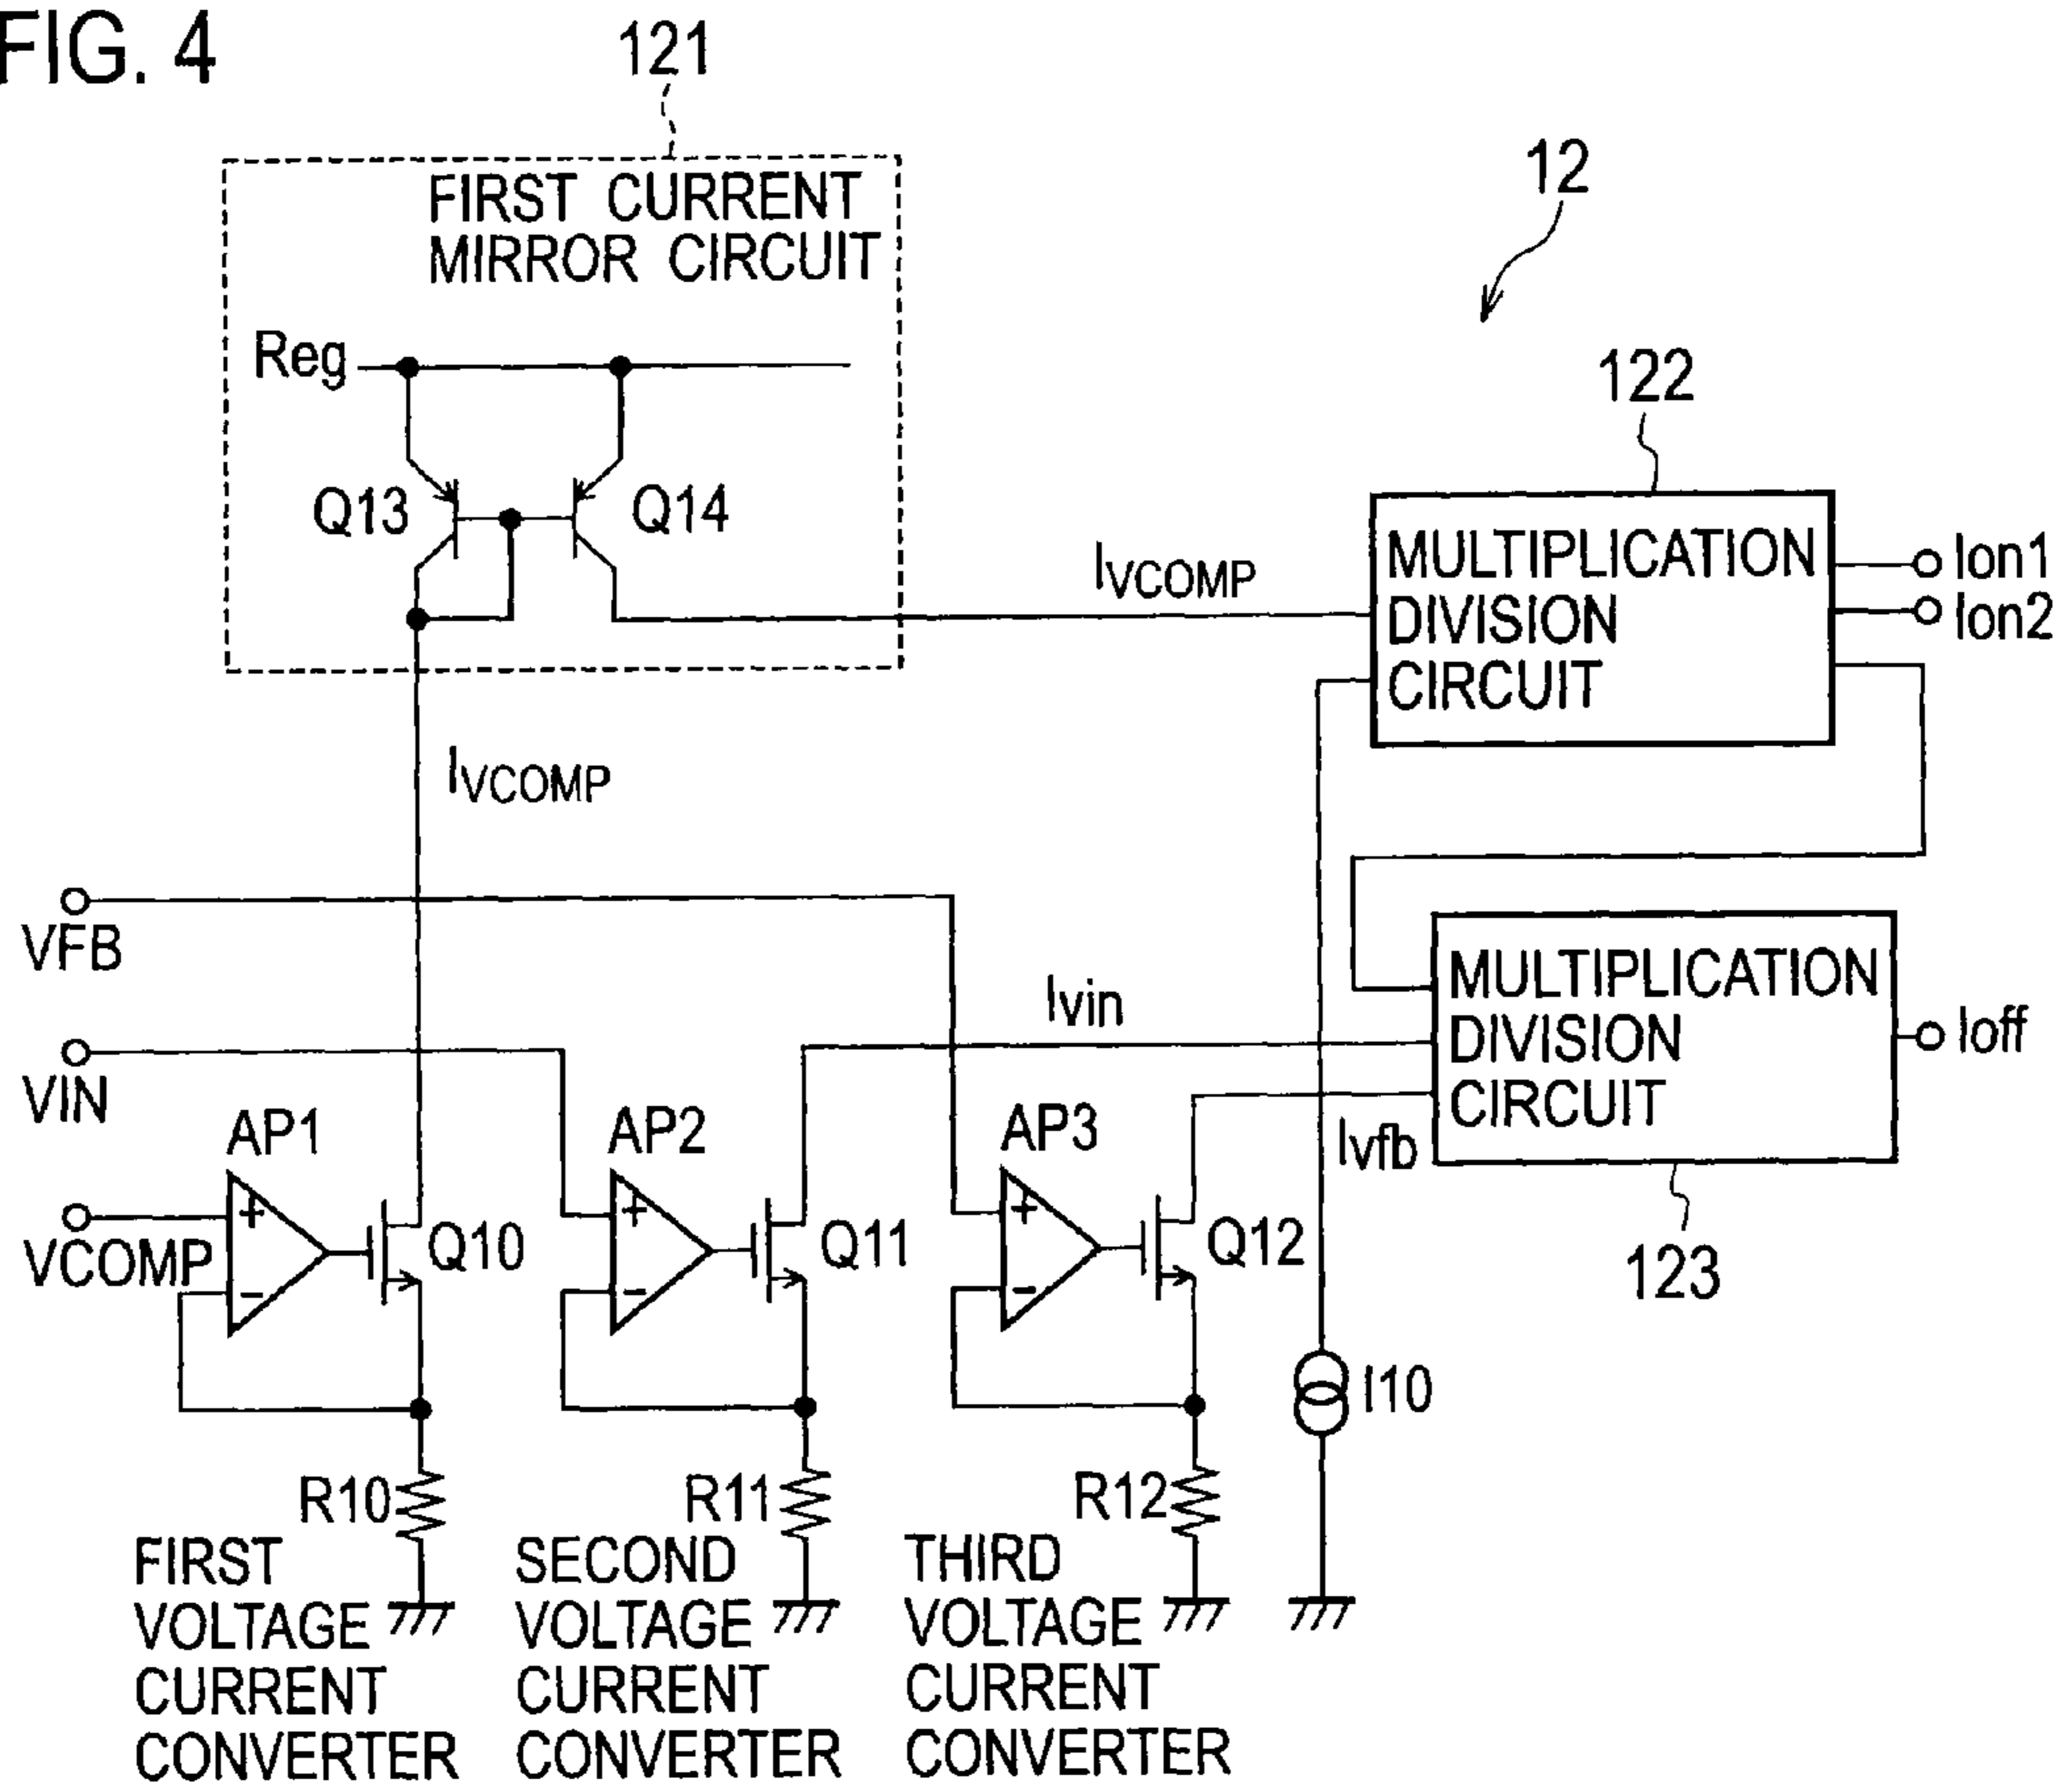 FIG. 4
121
12
FIRST CURRENT
MIRROR CIRCUIT
Reg
122
Q13
Q14
MULTIPLICATION
DIVISION
CIRCUIT
Ion1
Ion2
IVCOMP
IVCOMP
VFB
VIN
Ivin
MULTIPLICATION
DIVISION
CIRCUIT
Ioff
AP1
AP2
AP3
Ivfb
+
+
+
VCOMP
Q10
Q11
Q12
123
-
-
-
I10
R10
R11
R12
FIRST
VOLTAGE
CURRENT
CONVERTER
SECOND
VOLTAGE
CURRENT
CONVERTER
THIRD
VOLTAGE
CURRENT
CONVERTER